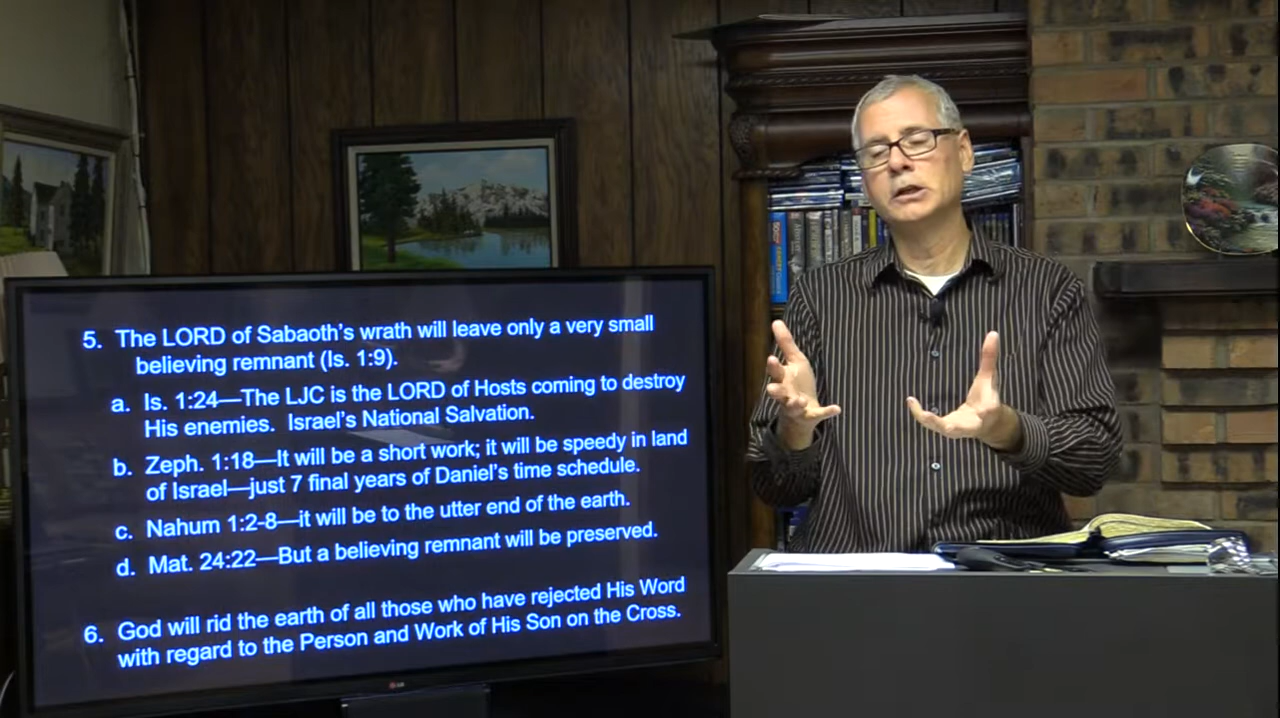 5. The LORD of Sabaoth's wrath will leave only a very small
believing remnant (Is. 1:9).
a. Is. 1:24—The LJC is the LORD of Hosts coming to destroy
His enemies. Israel's National Salvation.
b. Zeph. 1:18—It will be a short work; it will be speedy in land
of Israel—just 7 final years of Daniel's time schedule.
c. Nahum 1:2-8—it will be to the utter end of the earth.
d. Mat. 24:22—But a believing remnant will be preserved.
6. God will rid the earth of all those who have rejected His Word
with regard to the Person and Work of His Son on the Cross.
LG